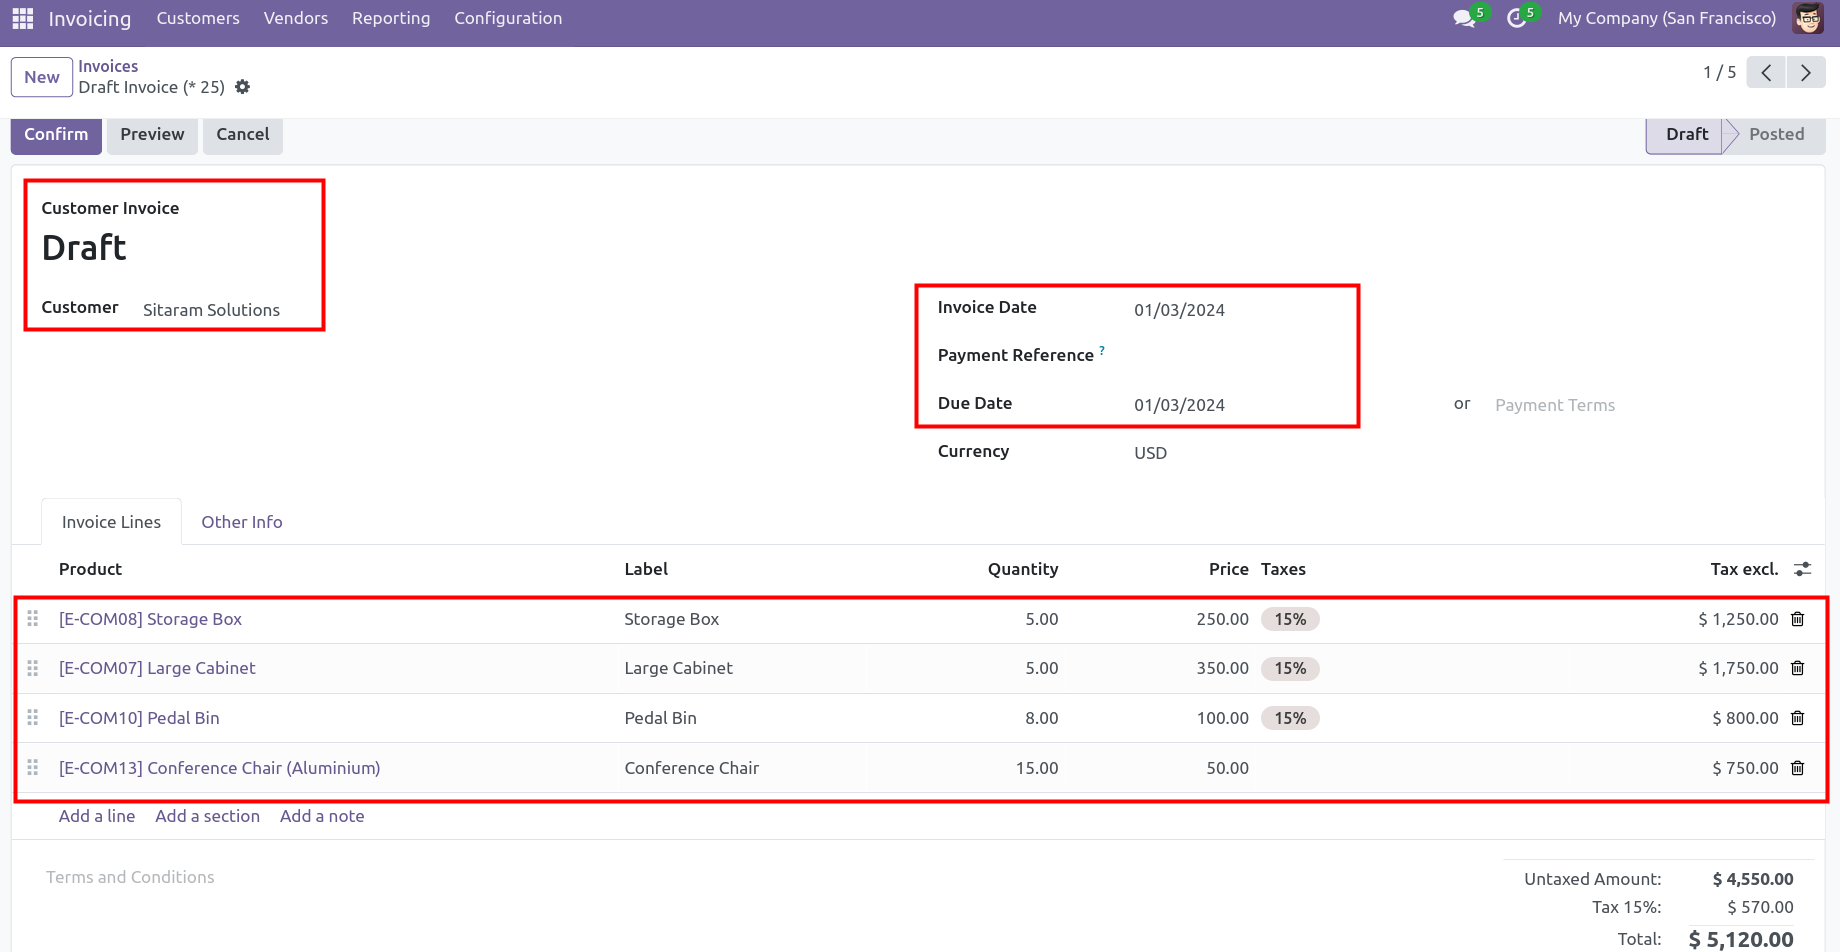 Invoicing Customers Vendors Reporting Configuration 5 5 My Company (San Francisco)
New Invoices
Draft Invoice (* 25)
1 / 5
Confirm Preview Cancel Draft Posted
Customer Invoice
Draft
Customer Sitaram Solutions
Invoice Date 01/03/2024
Payment Reference ?
Due Date 01/03/2024 or Payment Terms
Currency USD
Invoice Lines Other Info
Product Label Quantity Price Taxes Tax excl.
[E-COM08] Storage Box Storage Box 5.00 250.00 15% $ 1,250.00
[E-COM07] Large Cabinet Large Cabinet 5.00 350.00 15% $ 1,750.00
[E-COM10] Pedal Bin Pedal Bin 8.00 100.00 15% $ 800.00
[E-COM13] Conference Chair (Aluminium) Conference Chair 15.00 50.00 $ 750.00
Add a line Add a section Add a note
Terms and Conditions
Untaxed Amount: $ 4,550.00
Tax 15%: $ 570.00
Total: $ 5,120.00